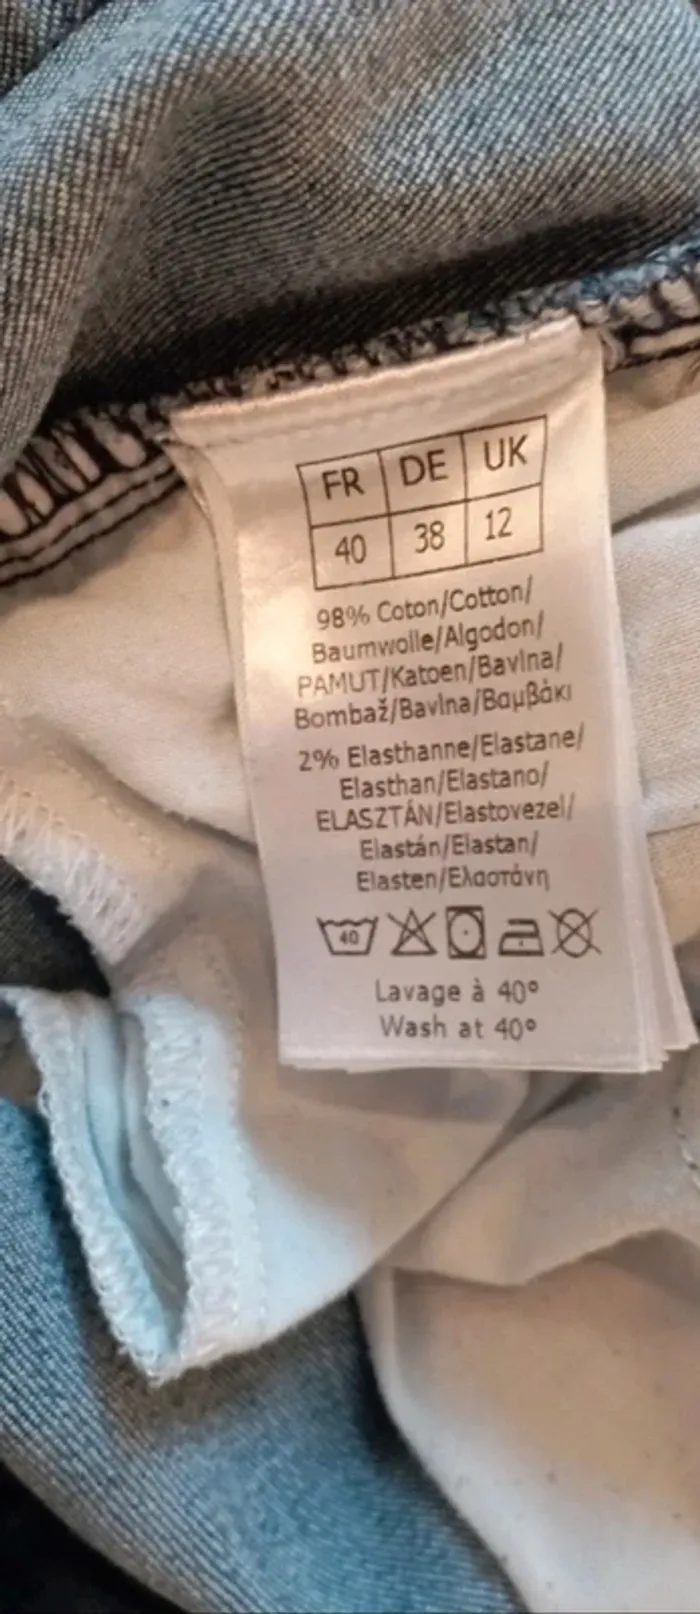 FR DE UK
40 38 12
98% Coton/Cotton/
Baumwolle/Algodon/
PAMUT/Katoen/Bavlna/
Bombaž/Bavlna/Βαμβάκι
2% Elasthanne/Elastane/
Elasthan/Elastano/
ELASZTÁN/Elastovezel/
Elastán/Elastan/
Elasten/Ελαστάνη
40
Lavage à 40°
Wash at 40°